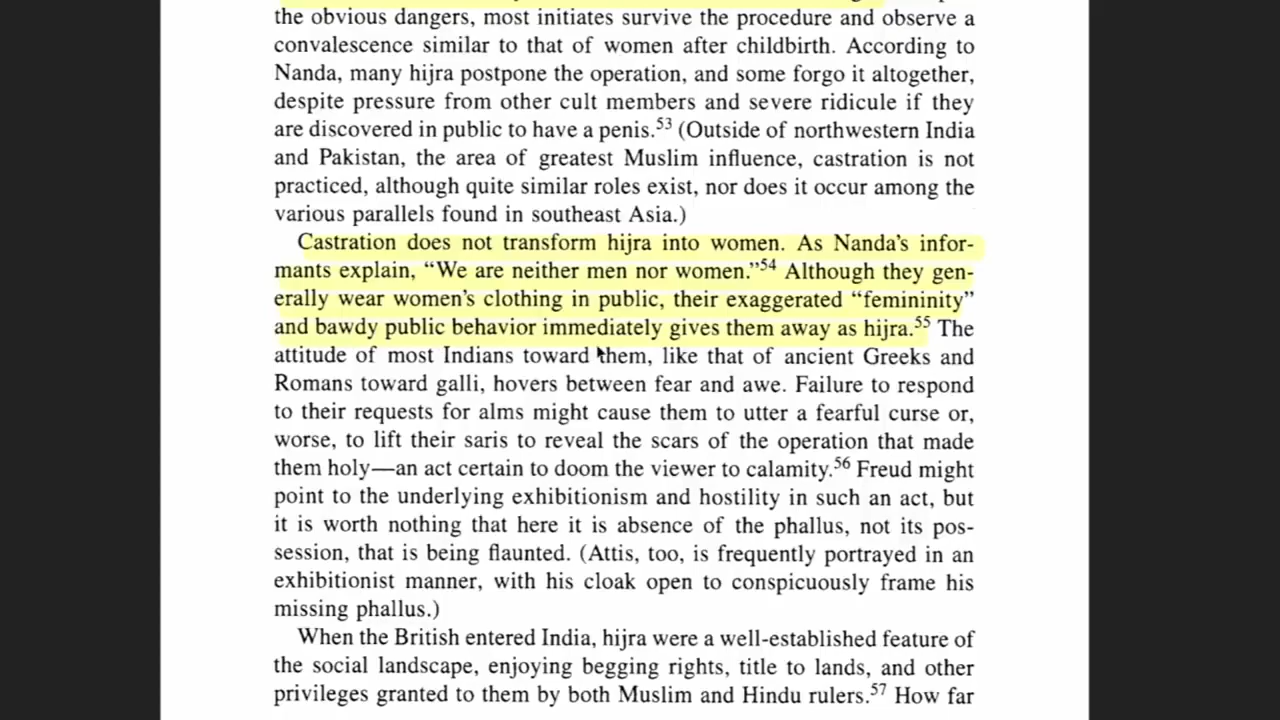 the obvious dangers, most initiates survive the procedure and observe a
convalescence similar to that of women after childbirth. According to
Nanda, many hijra postpone the operation, and some forgo it altogether,
despite pressure from other cult members and severe ridicule if they
are discovered in public to have a penis.53 (Outside of northwestern India
and Pakistan, the area of greatest Muslim influence, castration is not
practiced, although quite similar roles exist, nor does it occur among the
various parallels found in southeast Asia.)
Castration does not transform hijra into women. As Nanda's infor-
mants explain, "We are neither men nor women."54 Although they gen-
erally wear women's clothing in public, their exaggerated "femininity"
and bawdy public behavior immediately gives them away as hijra.55 The
attitude of most Indians toward them, like that of ancient Greeks and
Romans toward galli, hovers between fear and awe. Failure to respond
to their requests for alms might cause them to utter a fearful curse or,
worse, to lift their saris to reveal the scars of the operation that made
them holy—an act certain to doom the viewer to calamity.56 Freud might
point to the underlying exhibitionism and hostility in such an act, but
it is worth nothing that here it is absence of the phallus, not its pos-
session, that is being flaunted. (Attis, too, is frequently portrayed in an
exhibitionist manner, with his cloak open to conspicuously frame his
missing phallus.)
When the British entered India, hijra were a well-established feature of
the social landscape, enjoying begging rights, title to lands, and other
privileges granted to them by both Muslim and Hindu rulers.57 How far